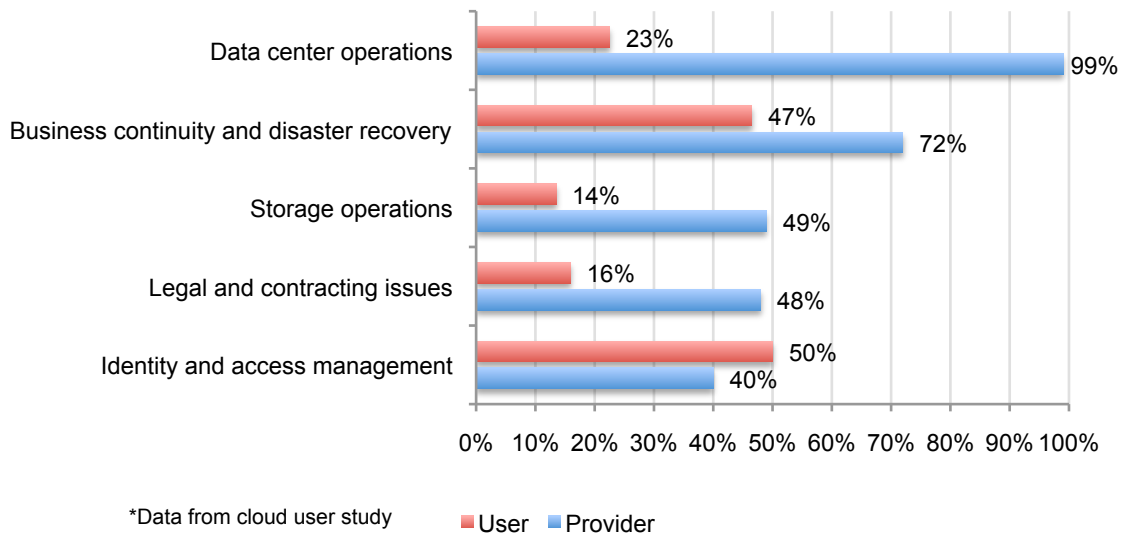 Data center operations
23%
99%
Business continuity and disaster recovery
47%
72%
Storage operations
14%
49%
Legal and contracting issues
16%
48%
Identity and access management
50%
40%
0% 10% 20% 30% 40% 50% 60% 70% 80% 90% 100%
*Data from cloud user study User Provider